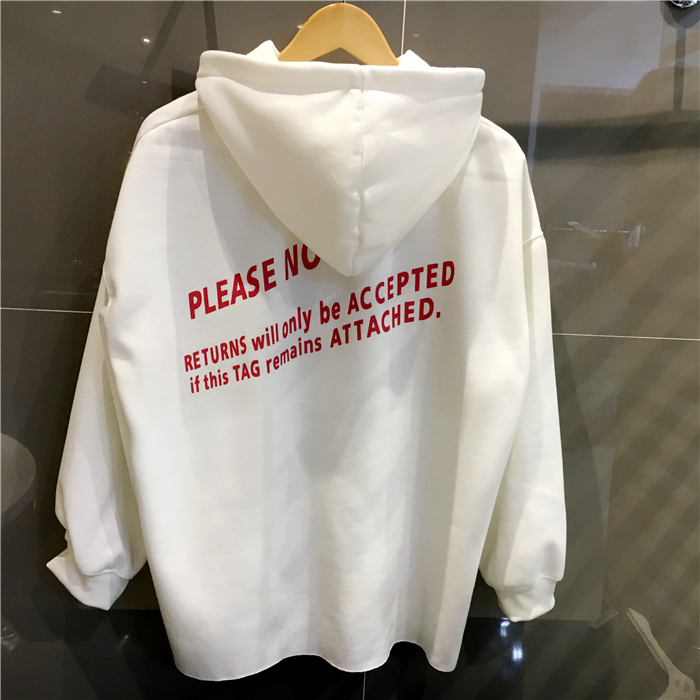 PLEASE NO
RETURNS will only be ACCEPTED
if this TAG remains ATTACHED.